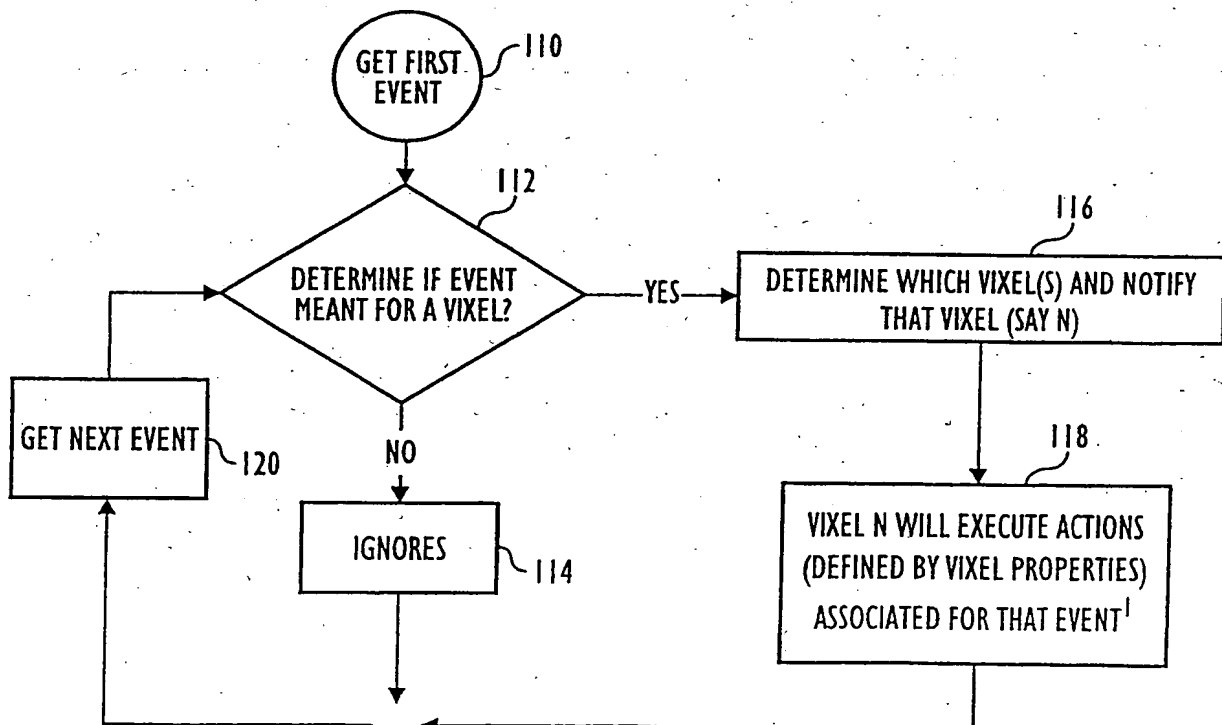 GET FIRST
EVENT
110
112
DETERMINE IF EVENT
MEANT FOR A VIXEL?
YES
116
DETERMINE WHICH VIXEL(S) AND NOTIFY
THAT VIXEL (SAY N)
GET NEXT EVENT
120
NO
118
IGNORES
114
VIXEL N WILL EXECUTE ACTIONS
(DEFINED BY VIXEL PROPERTIES)
ASSOCIATED FOR THAT EVENT¹